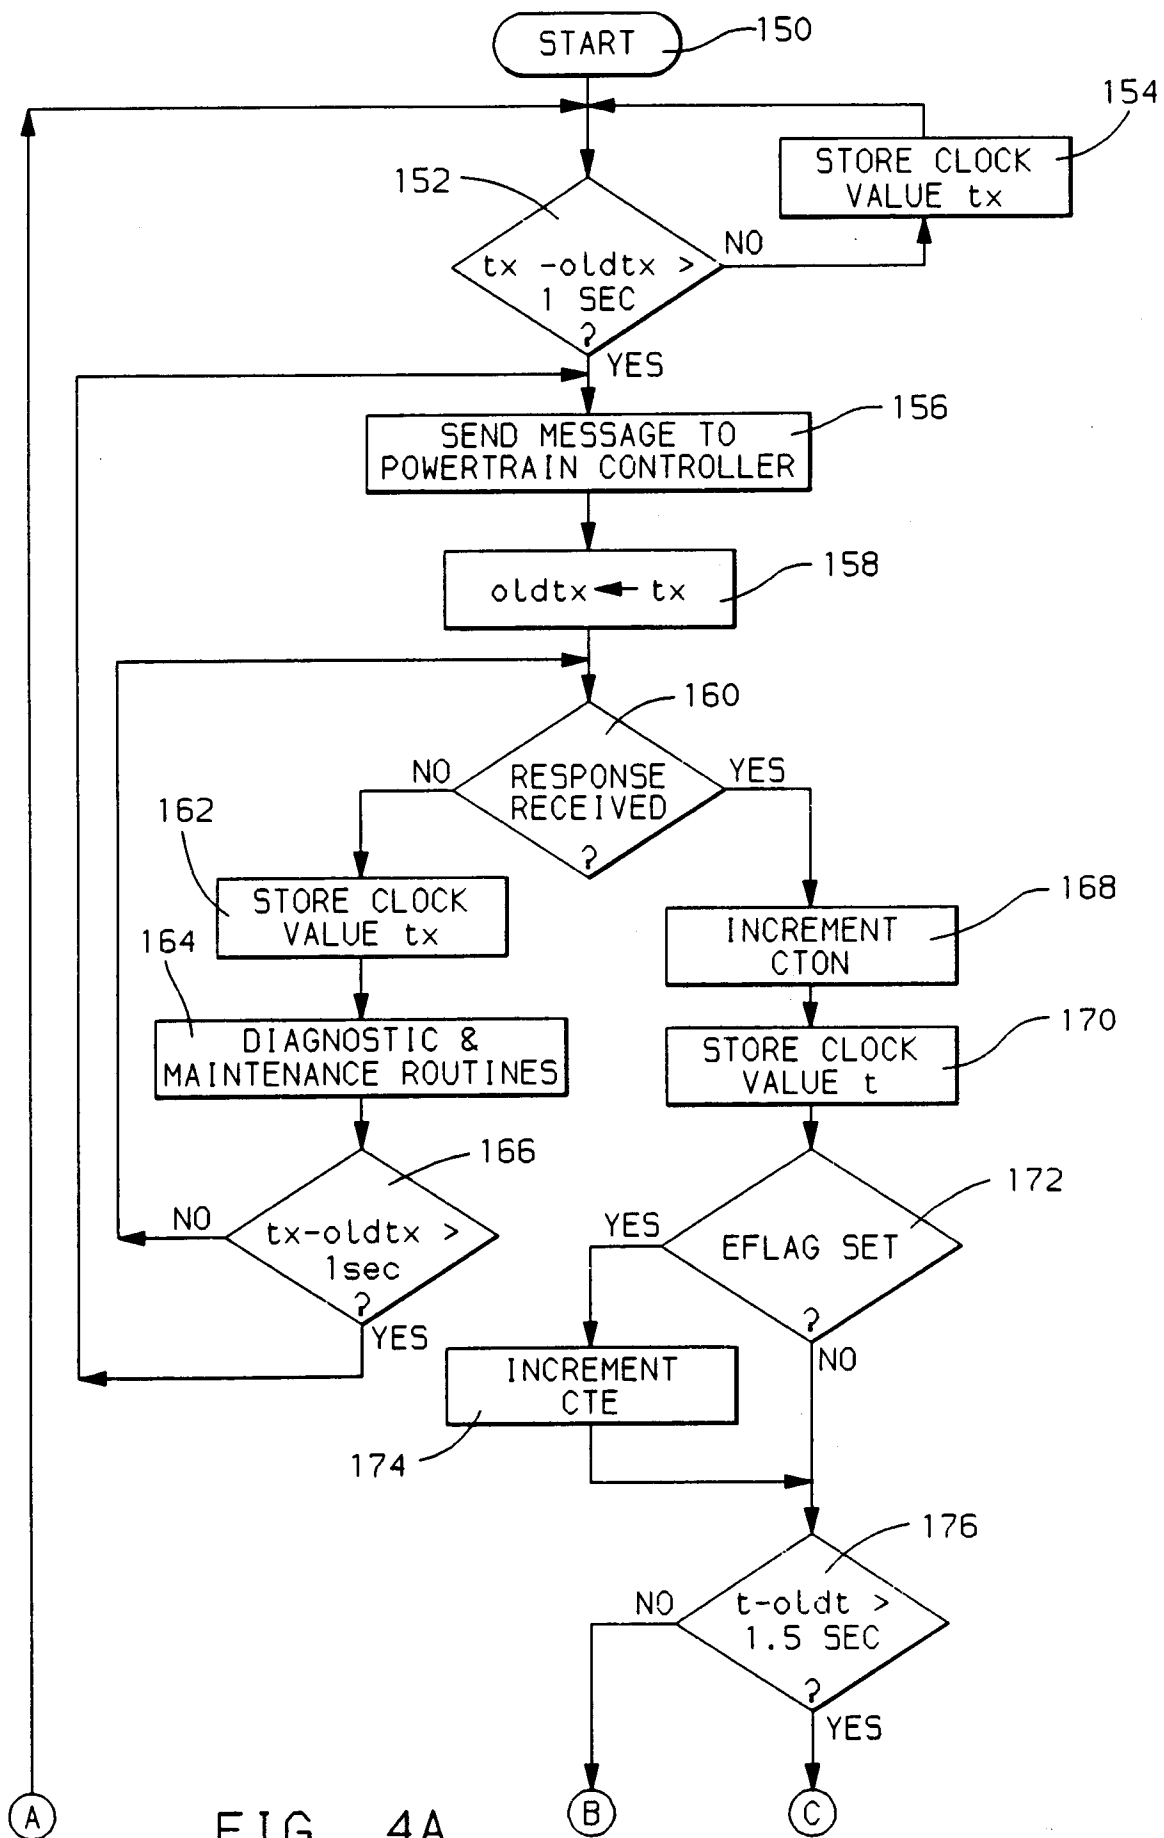 START
150
154
STORE CLOCK
VALUE tx
152
tx -oldtx >
1 SEC
?
NO
YES
156
SEND MESSAGE TO
POWERTRAIN CONTROLLER
158
oldtx ← tx
160
RESPONSE
RECEIVED
?
NO
YES
162
STORE CLOCK
VALUE tx
168
INCREMENT
CTON
164
DIAGNOSTIC &
MAINTENANCE ROUTINES
170
STORE CLOCK
VALUE t
166
tx-oldtx >
1sec
?
NO
YES
172
EFLAG SET
?
YES
NO
INCREMENT
CTE
174
176
t-oldt >
1.5 SEC
?
NO
YES
A
FIG. 4A
B
C